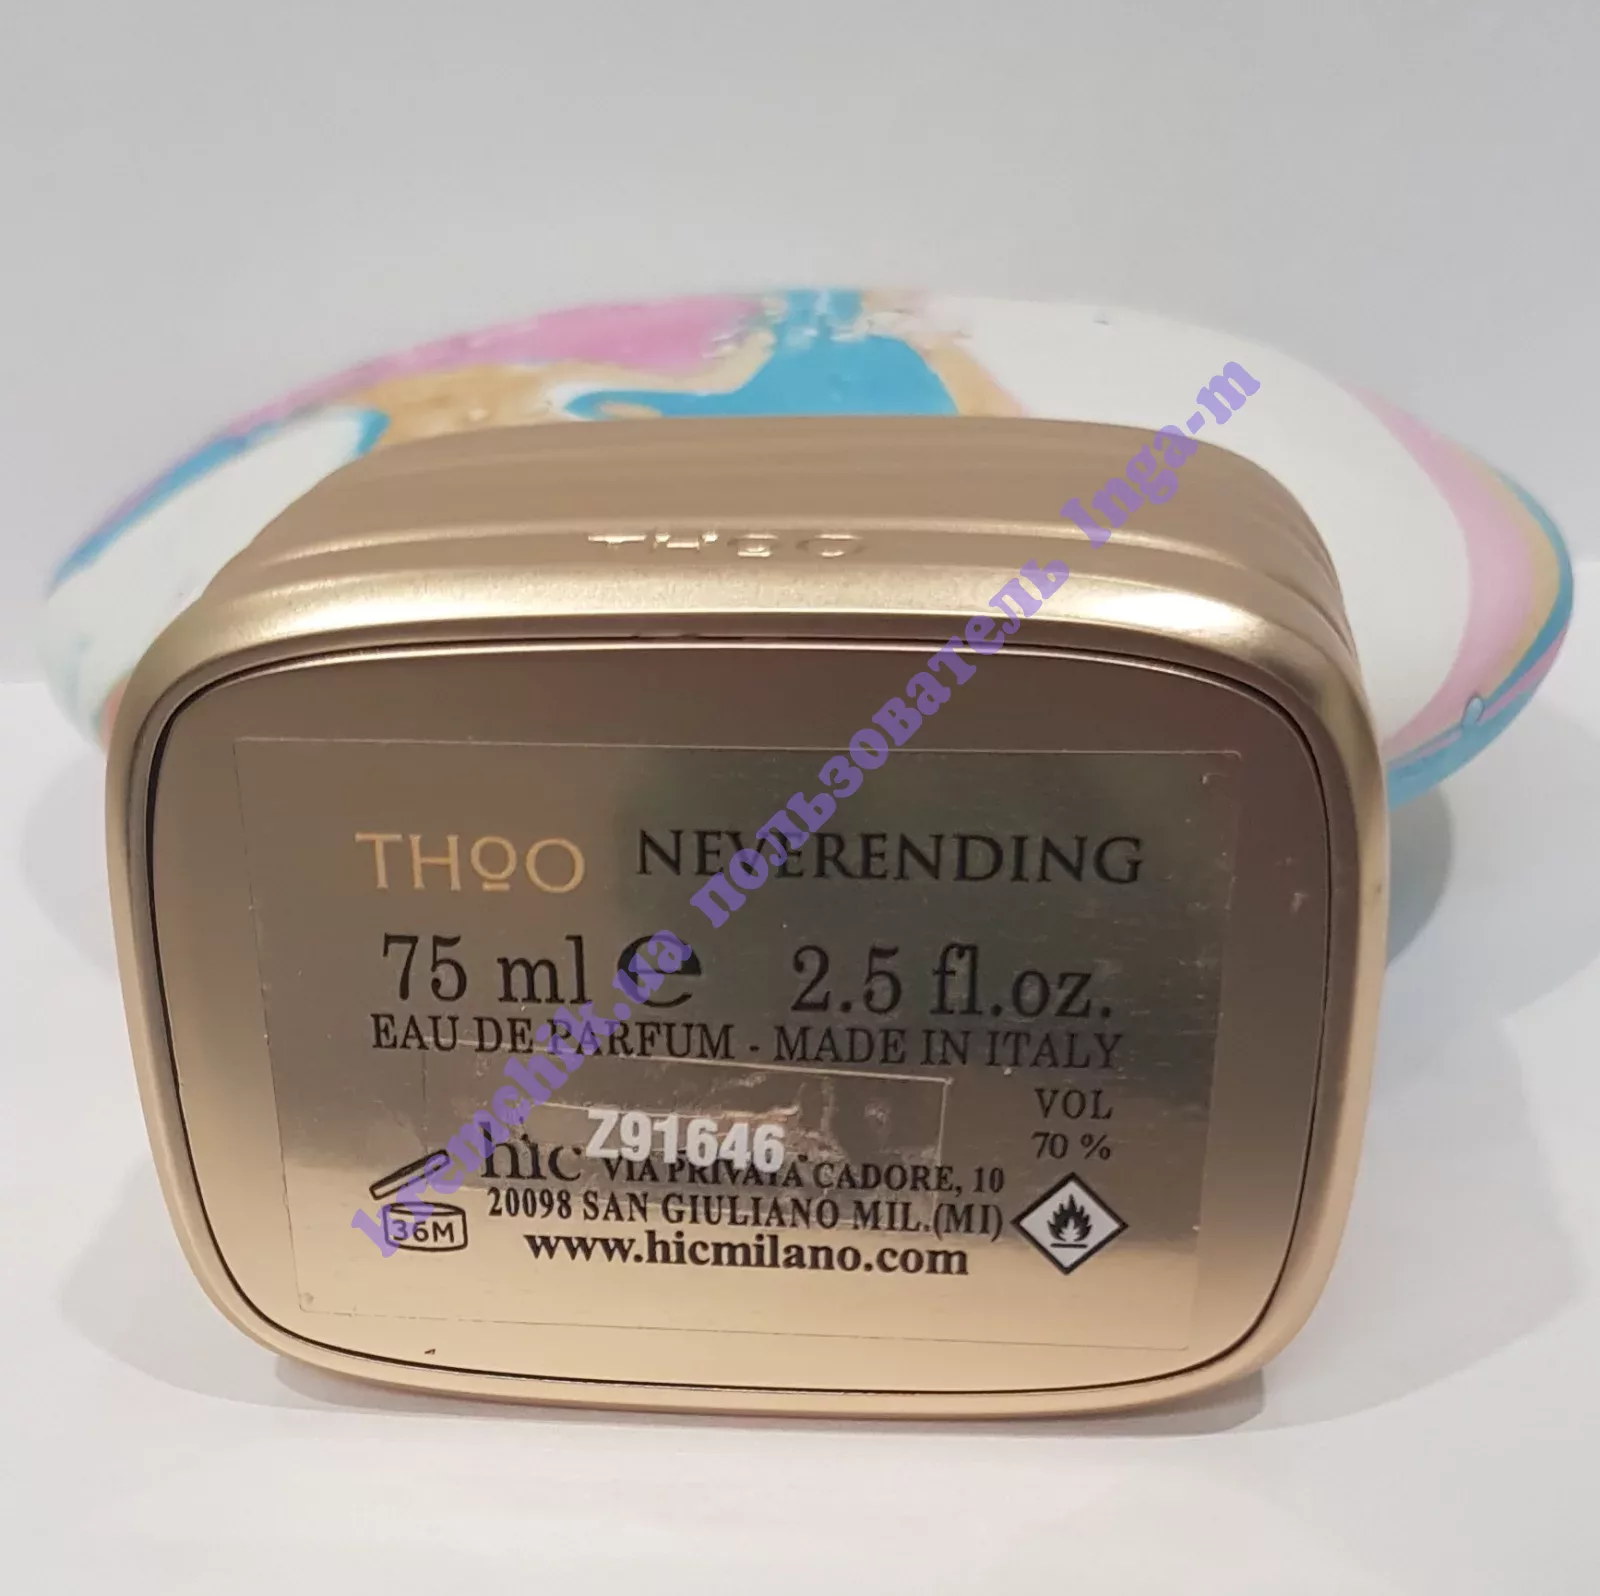 THOO
THOO NEVERENDING
75 ml e 2.5 fl.oz.
EAU DE PARFUM - MADE IN ITALY
VOL
70 %
Z91646
hic VIA PRIVATA CADORE, 10
20098 SAN GIULIANO MIL.(MI)
36M
www.hicmilano.com
kremchik.ua пользователь Inga-m